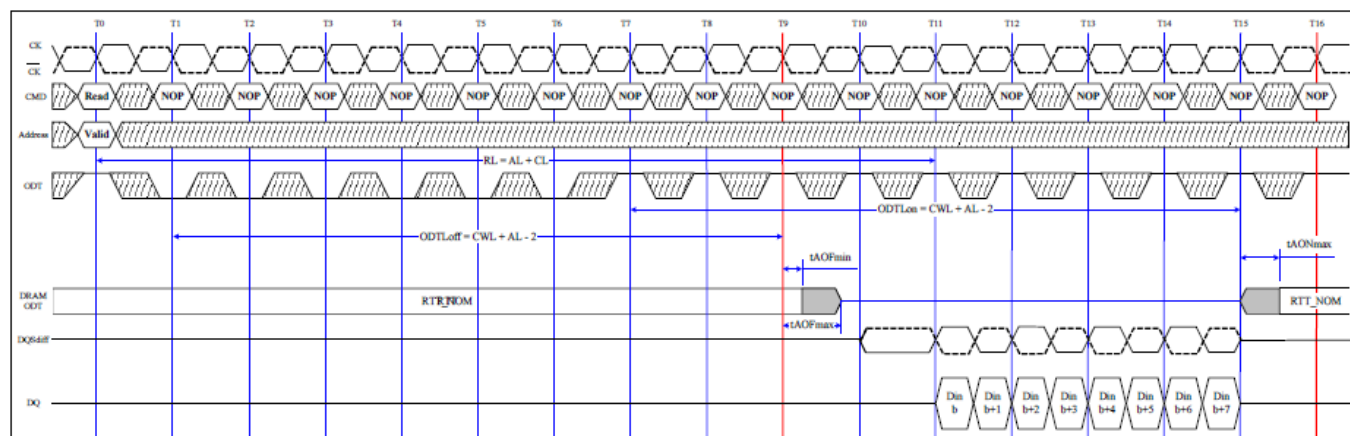 T0 T1 T2 T3 T4 T5 T6 T7 T8 T9 T10 T11 T12 T13 T14 T15 T16
CK
CK
CMD Read NOP NOP NOP NOP NOP NOP NOP NOP NOP NOP NOP NOP NOP NOP NOP NOP
Address Valid
RL = AL + CL
ODT
ODTLon = CWL + AL - 2
ODTLoff = CWL + AL - 2
tAOFmin tAONmax
DRAM
ODT
RTT_NOM
tAOFmax
DQSdiff
DQ
Din Din Din Din Din Din Din Din
b b+1 b+2 b+3 b+4 b+5 b+6 b+7